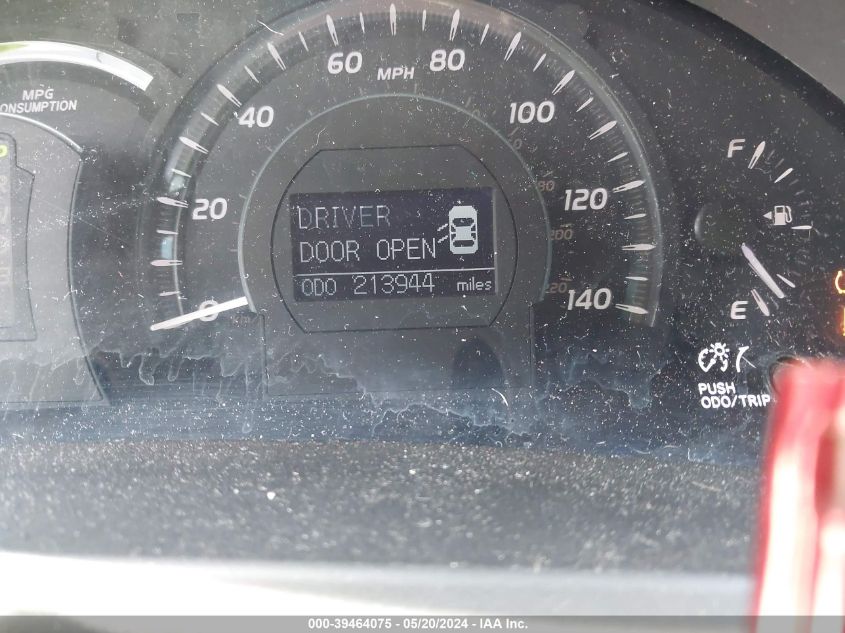 MPG
CONSUMPTION
0
20
40
60
MPH
80
100
120
140
DRIVER
DOOR OPEN
ODO 213944 miles
F
E
PUSH
ODO/TRIP
000-39464075 - 05/20/2024 - IAA Inc.